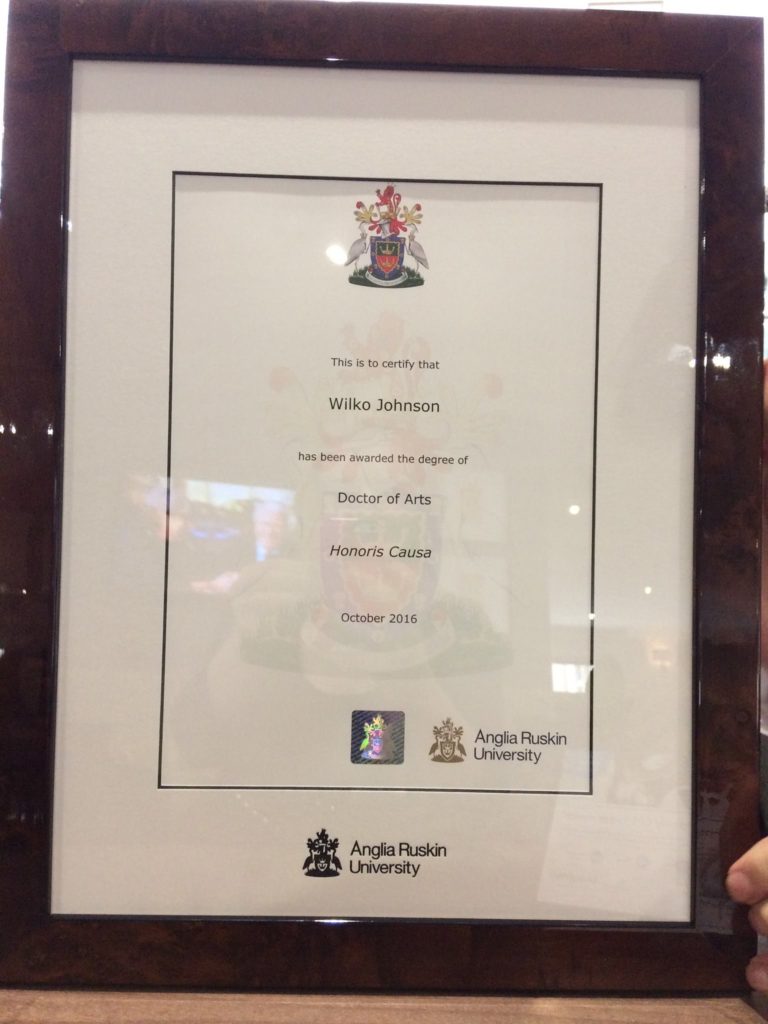 This is to certify that
Wilko Johnson
has been awarded the degree of
Doctor of Arts
Honoris Causa
October 2016
Anglia Ruskin
University
Anglia Ruskin
University